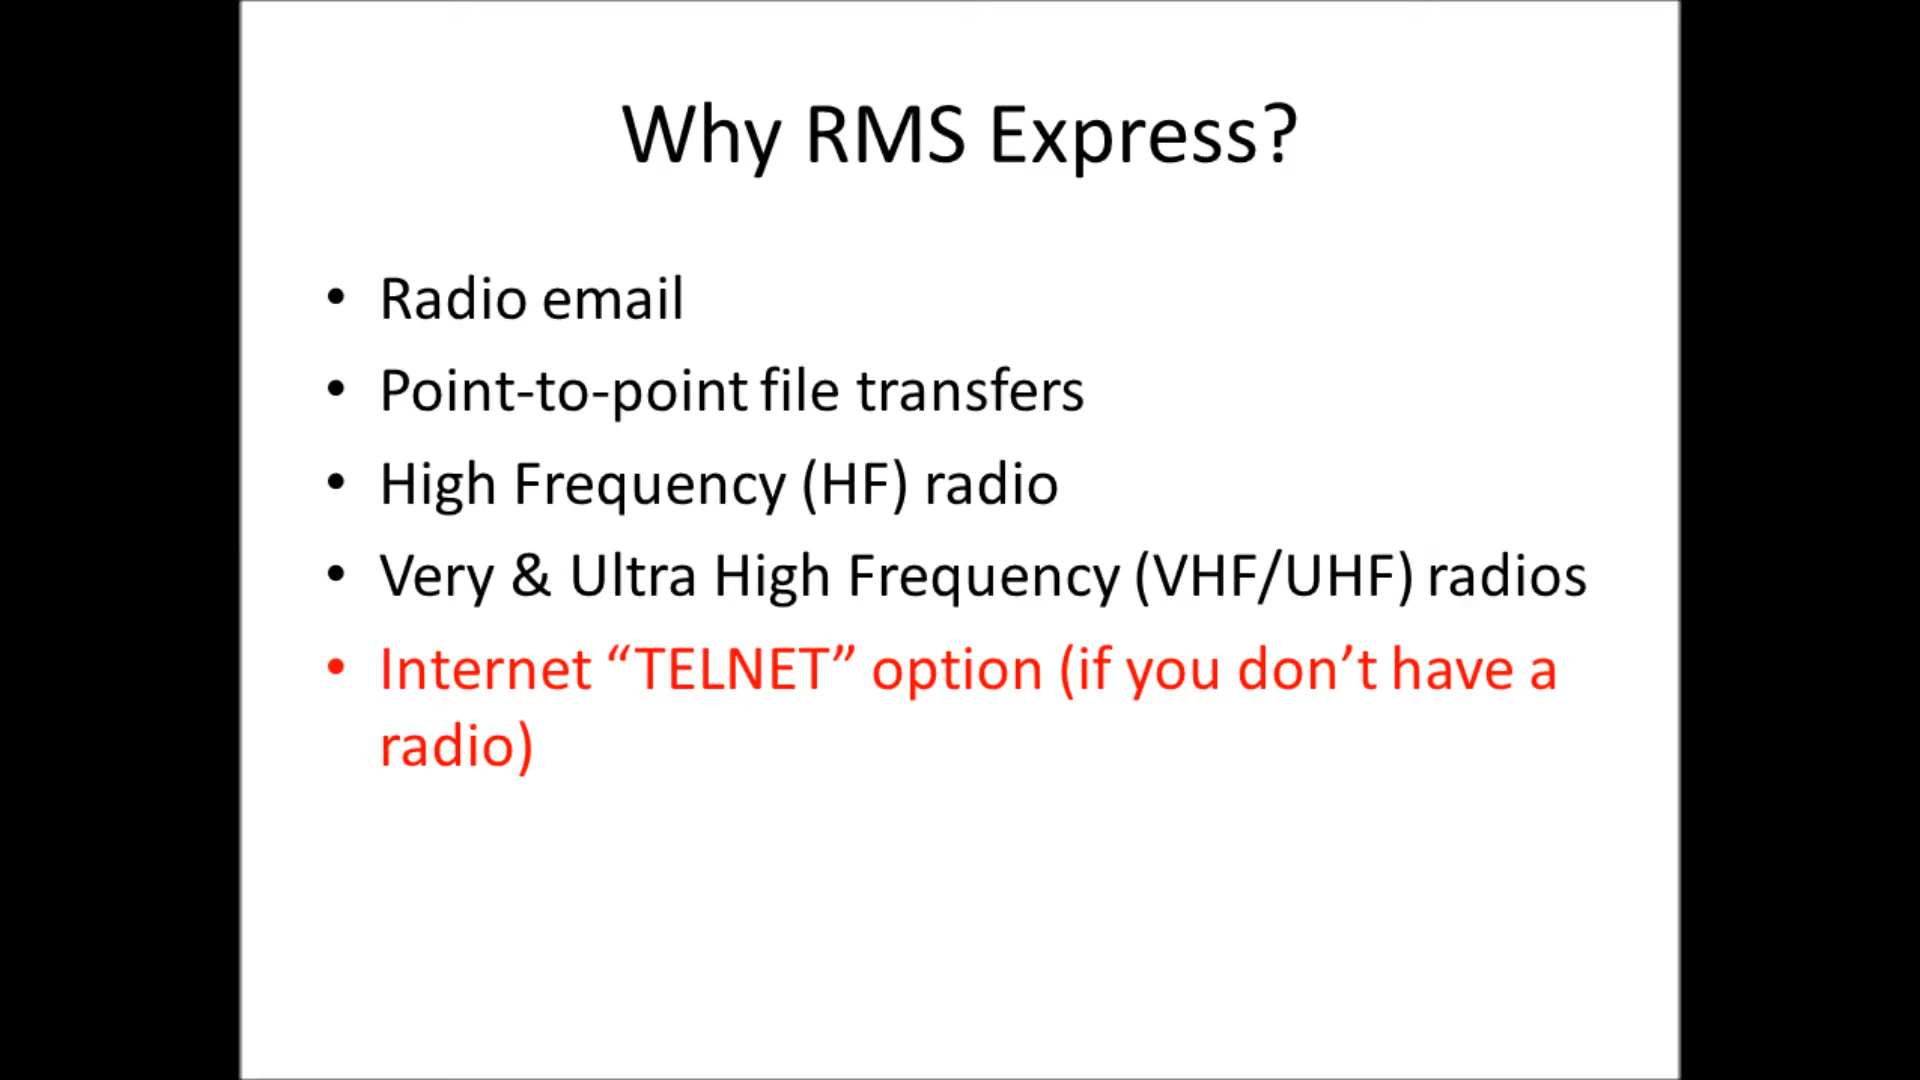 Why RMS Express?
• Radio email
• Point-to-point file transfers
• High Frequency (HF) radio
• Very & Ultra High Frequency (VHF/UHF) radios
• Internet “TELNET” option (if you don’t have a
radio)